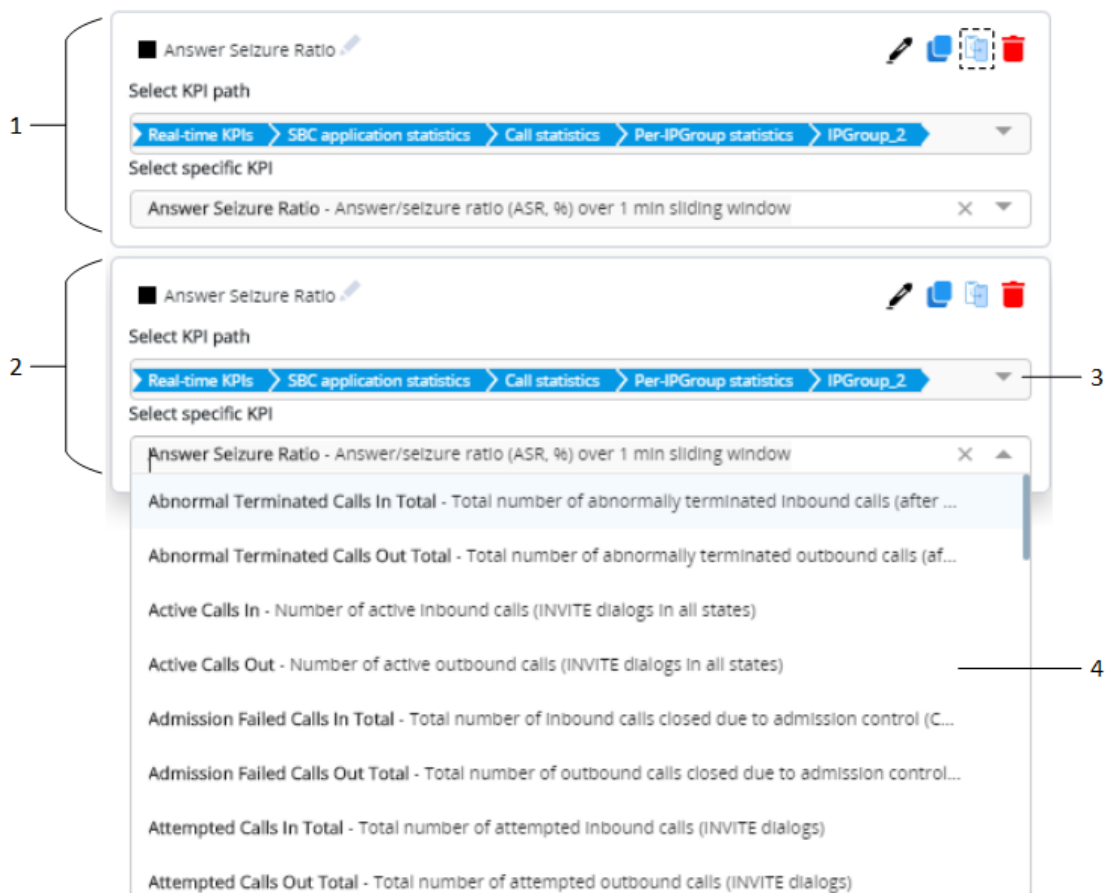 Answer Seizure Ratio
Select KPI path
1
Real-time KPIs SBC application statistics Call statistics Per-IPGroup statistics IPGroup_2
Select specific KPI
Answer Seizure Ratio - Answer/seizure ratio (ASR, %) over 1 min sliding window
Answer Seizure Ratio
Select KPI path
2
Real-time KPIs SBC application statistics Call statistics Per-IPGroup statistics IPGroup_2
3
Select specific KPI
Answer Seizure Ratio - Answer/seizure ratio (ASR, %) over 1 min sliding window
Abnormal Terminated Calls In Total - Total number of abnormally terminated inbound calls (after ...
Abnormal Terminated Calls Out Total - Total number of abnormally terminated outbound calls (af...
Active Calls In - Number of active inbound calls (INVITE dialogs in all states)
Active Calls Out - Number of active outbound calls (INVITE dialogs in all states)
4
Admission Failed Calls In Total - Total number of inbound calls closed due to admission control (C...
Admission Failed Calls Out Total - Total number of outbound calls closed due to admission control...
Attempted Calls In Total - Total number of attempted inbound calls (INVITE dialogs)
Attempted Calls Out Total - Total number of attempted outbound calls (INVITE dialogs)